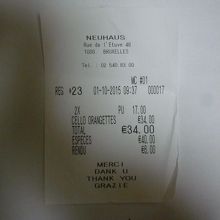 NEUHAUS
Rue de l'Etuve 48
1000 BRUXELLES
Tel. : 02 540.83.00
MC #01
REG *23 01-10-2015 09:37 000017
2X PU 17.00
CELLO ORANGETTES €34.00
TOTAL €34.00
ESPECES €40.00
RENDU €6.00
MERCI
DANK U
THANK YOU
GRAZIE